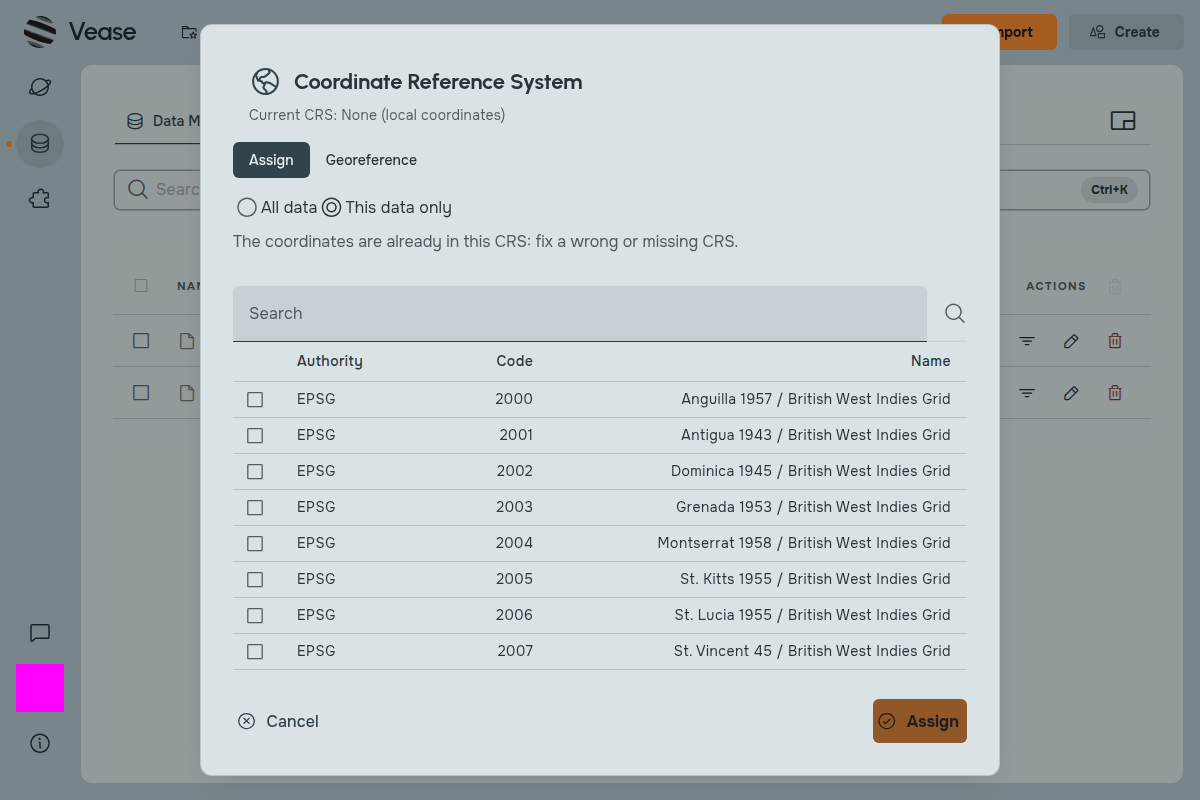 Vease
Create
Coordinate Reference System
Current CRS: None (local coordinates)
Assign
Georeference
All data
This data only
Ctrl+K
The coordinates are already in this CRS: fix a wrong or missing CRS.
ACTIONS
Search
Authority Code Name
EPSG 2000 Anguilla 1957 / British West Indies Grid
EPSG 2001 Antigua 1943 / British West Indies Grid
EPSG 2002 Dominica 1945 / British West Indies Grid
EPSG 2003 Grenada 1953 / British West Indies Grid
EPSG 2004 Montserrat 1958 / British West Indies Grid
EPSG 2005 St. Kitts 1955 / British West Indies Grid
EPSG 2006 St. Lucia 1955 / British West Indies Grid
EPSG 2007 St. Vincent 45 / British West Indies Grid
Cancel
Assign